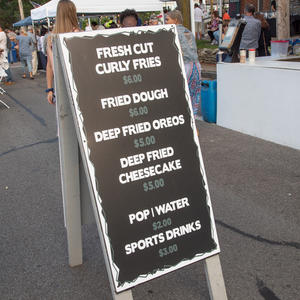 FRESH CUT
CURLY FRIES
$6.00
FRIED DOUGH
$6.00
DEEP FRIED OREOS
$5.00
DEEP FRIED
CHEESECAKE
$5.00
POP | WATER
$2.00
SPORTS DRINKS
$3.00